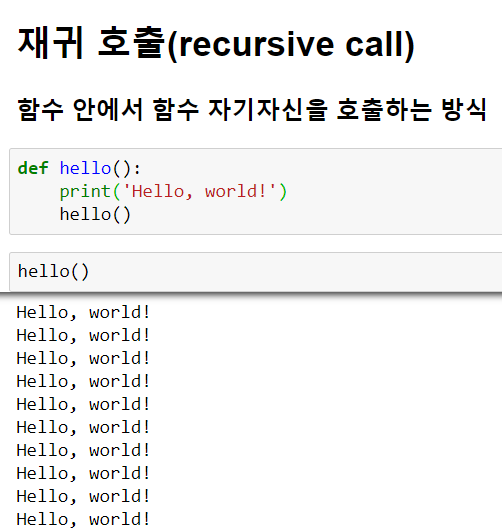 재귀 호출(recursive call)
함수 안에서 함수 자기자신을 호출하는 방식
def hello():
    print('Hello, world!')
    hello()
hello()
Hello, world!
Hello, world!
Hello, world!
Hello, world!
Hello, world!
Hello, world!
Hello, world!
Hello, world!
Hello, world!
Hello, world!